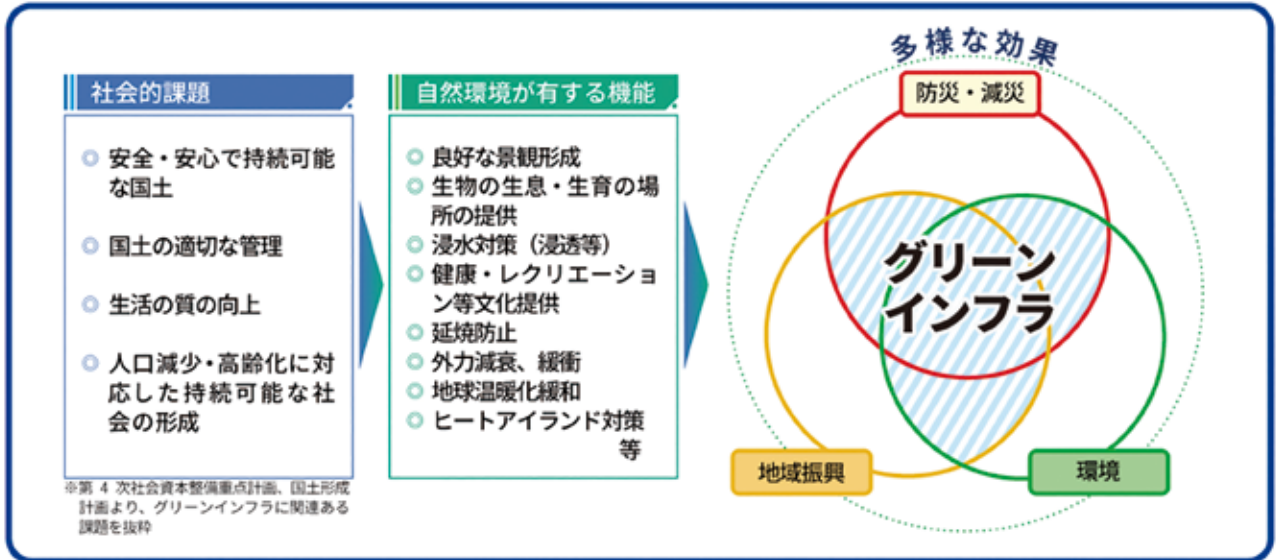 社会的課題
◎ 安全・安心で持続可能
な国土
◎ 国土の適切な管理
◎ 生活の質の向上
◎ 人口減少・高齢化に対
応した持続可能な社
会の形成
※第 4 次社会資本整備重点計画、国土形成
計画より、グリーンインフラに関連ある
課題を抜粋
自然環境が有する機能
◎ 良好な景観形成
◎ 生物の生息・生育の場
所の提供
◎ 浸水対策（浸透等）
◎ 健康・レクリエーショ
ン等文化提供
◎ 延焼防止
◎ 外力減衰、緩衝
◎ 地球温暖化緩和
◎ ヒートアイランド対策
等
多様な効果
防災・減災
グリーン
インフラ
地域振興
環境